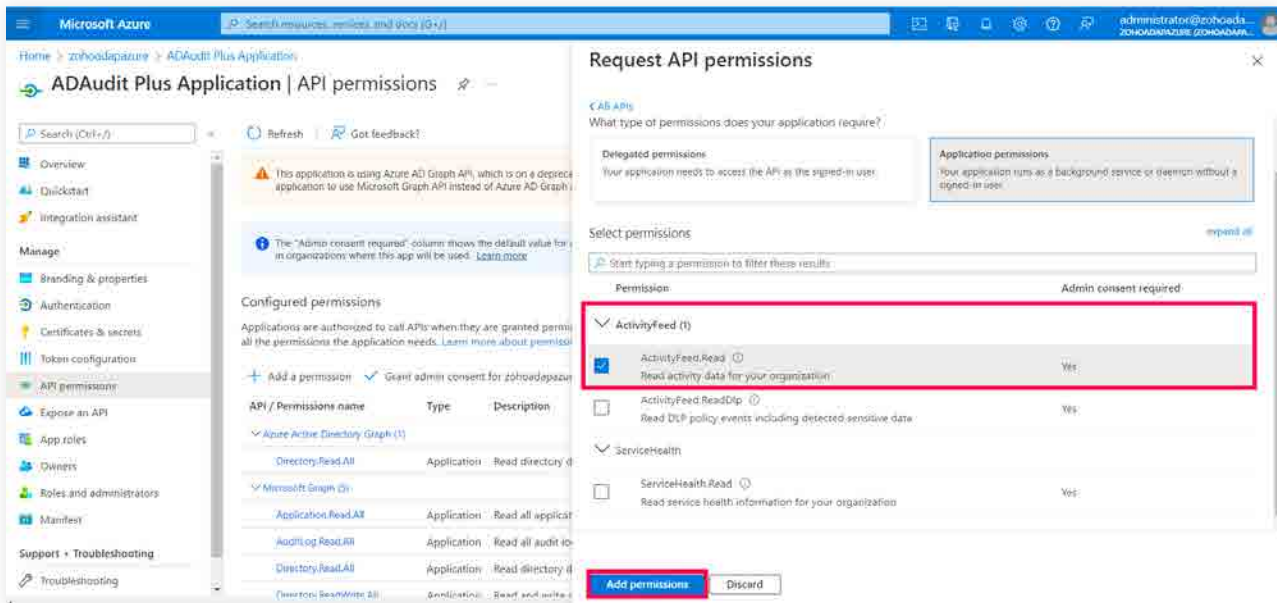 Microsoft Azure
Search resources, services, and docs (G+/)
administrator@zohoada...
ZOHOADAPAZURE (ZOHOADAPA...
Home > zohoadapazure > ADAudit Plus Application
ADAudit Plus Application | API permissions
Search (Ctrl+/)
Overview
Quickstart
Integration assistant
Manage
Branding & properties
Authentication
Certificates & secrets
Token configuration
API permissions
Expose an API
App roles
Owners
Roles and administrators
Manifest
Support + Troubleshooting
Troubleshooting
Refresh
Got feedback?
This application is using Azure AD Graph API, which is on a depreca
application to use Microsoft Graph API instead of Azure AD Graph
The "Admin consent required" column shows the default value for
in organizations where this app will be used. Learn more
Configured permissions
Applications are authorized to call APIs when they are granted permi
all the permissions the application needs. Learn more about permissi
Add a permission
Grant admin consent for zohoadapazur
API / Permissions name Type Description
Azure Active Directory Graph (1)
Directory.Read.All Application Read directory d
Microsoft Graph (5)
Application.Read.All Application Read all applicat
AuditLog.Read.All Application Read all audit lo
Directory.Read.All Application Read directory d
Directory.ReadWrite.All Application Read and write
Request API permissions
All APIs
What type of permissions does your application require?
Delegated permissions
Your application needs to access the API as the signed-in user.
Application permissions
Your application runs as a background service or daemon without a
signed-in user.
Select permissions
expand all
Start typing a permission to filter these results
Permission Admin consent required
ActivityFeed (1)
ActivityFeed.Read
Read activity data for your organization
Yes
ActivityFeed.ReadDlp
Read DLP policy events including detected sensitive data
Yes
ServiceHealth
ServiceHealth.Read
Read service health information for your organization
Yes
Add permissions
Discard